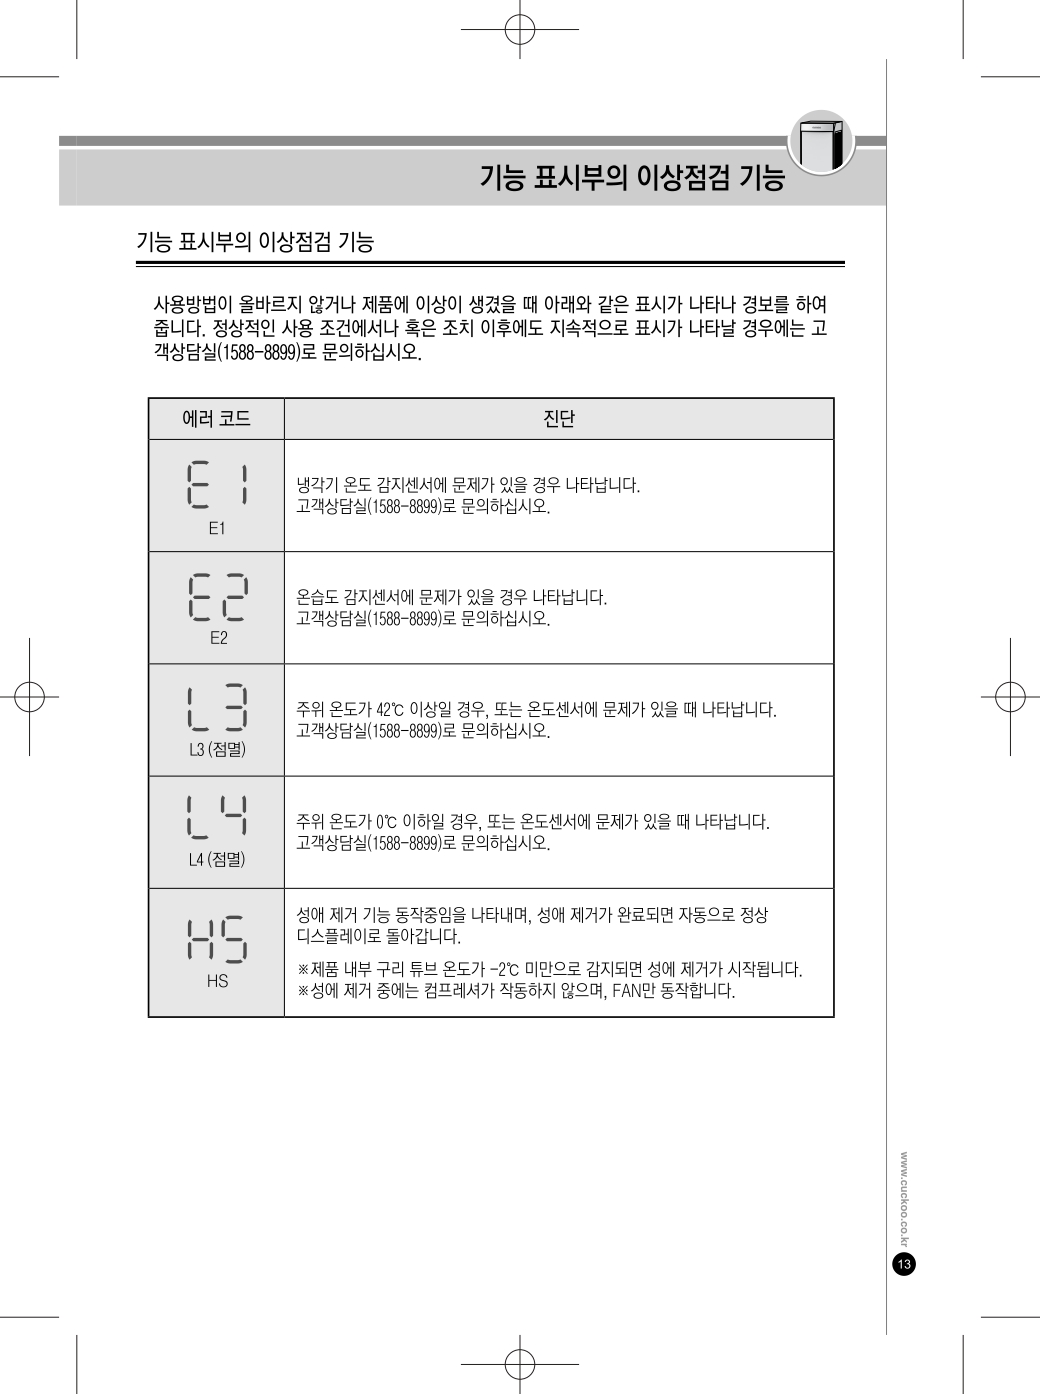 기능 표시부의 이상점검 기능
기능 표시부의 이상점검 기능
사용방법이 올바르지 않거나 제품에 이상이 생겼을 때 아래와 같은 표시가 나타나 경보를 하여
줍니다. 정상적인 사용 조건에서나 혹은 조치 이후에도 지속적으로 표시가 나타날 경우에는 고
객상담실(1588-8899)로 문의하십시오.
에러 코드
진단
E1
E1
냉각기 온도 감지센서에 문제가 있을 경우 나타납니다.
고객상담실(1588-8899)로 문의하십시오.
E2
E2
온습도 감지센서에 문제가 있을 경우 나타납니다.
고객상담실(1588-8899)로 문의하십시오.
L3
L3 (점멸)
주위 온도가 42℃ 이상일 경우, 또는 온도센서에 문제가 있을 때 나타납니다.
고객상담실(1588-8899)로 문의하십시오.
L4
L4 (점멸)
주위 온도가 0℃ 이하일 경우, 또는 온도센서에 문제가 있을 때 나타납니다.
고객상담실(1588-8899)로 문의하십시오.
HS
HS
성애 제거 기능 동작중임을 나타내며, 성애 제거가 완료되면 자동으로 정상
디스플레이로 돌아갑니다.
※제품 내부 구리 튜브 온도가 -2℃ 미만으로 감지되면 성에 제거가 시작됩니다.
※성에 제거 중에는 컴프레셔가 작동하지 않으며, FAN만 동작합니다.
www.cuckoo.co.kr
13